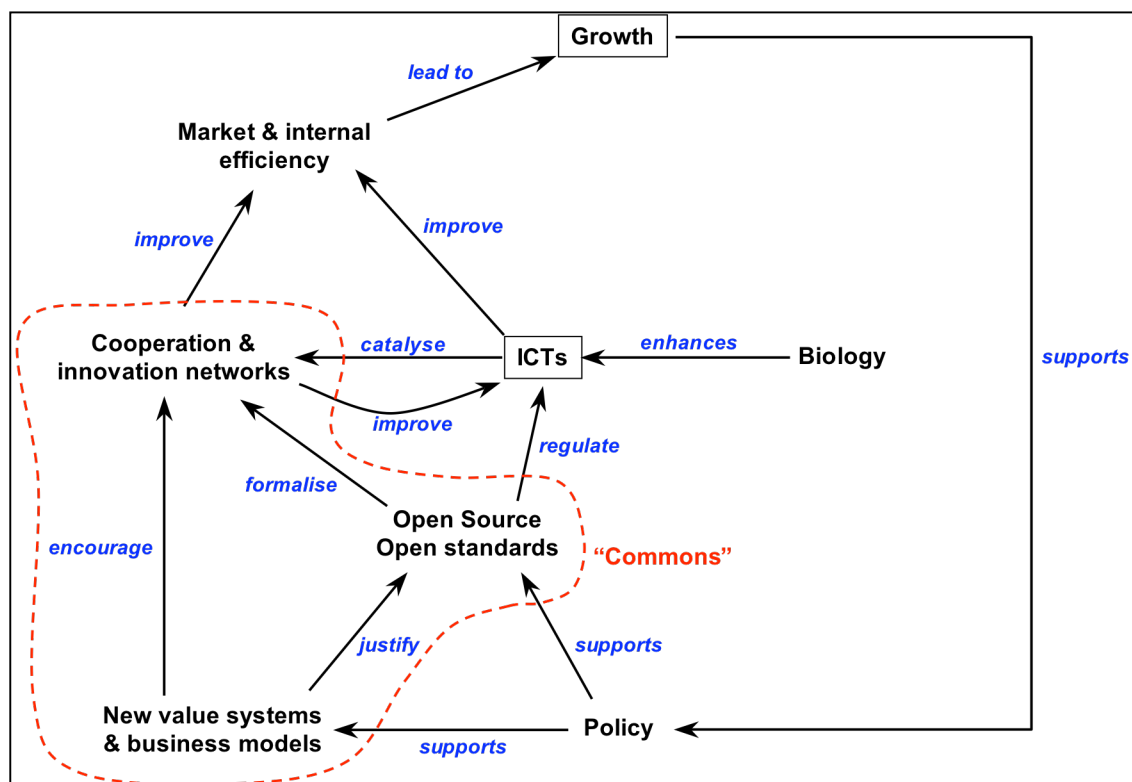 Growth
lead to
Market & internal
efficiency
improve
improve
Cooperation &
innovation networks
catalyse
ICTs
enhances
Biology
supports
improve
regulate
formalise
Open Source
Open standards
encourage
“Commons”
justify
supports
New value systems
& business models
supports
Policy